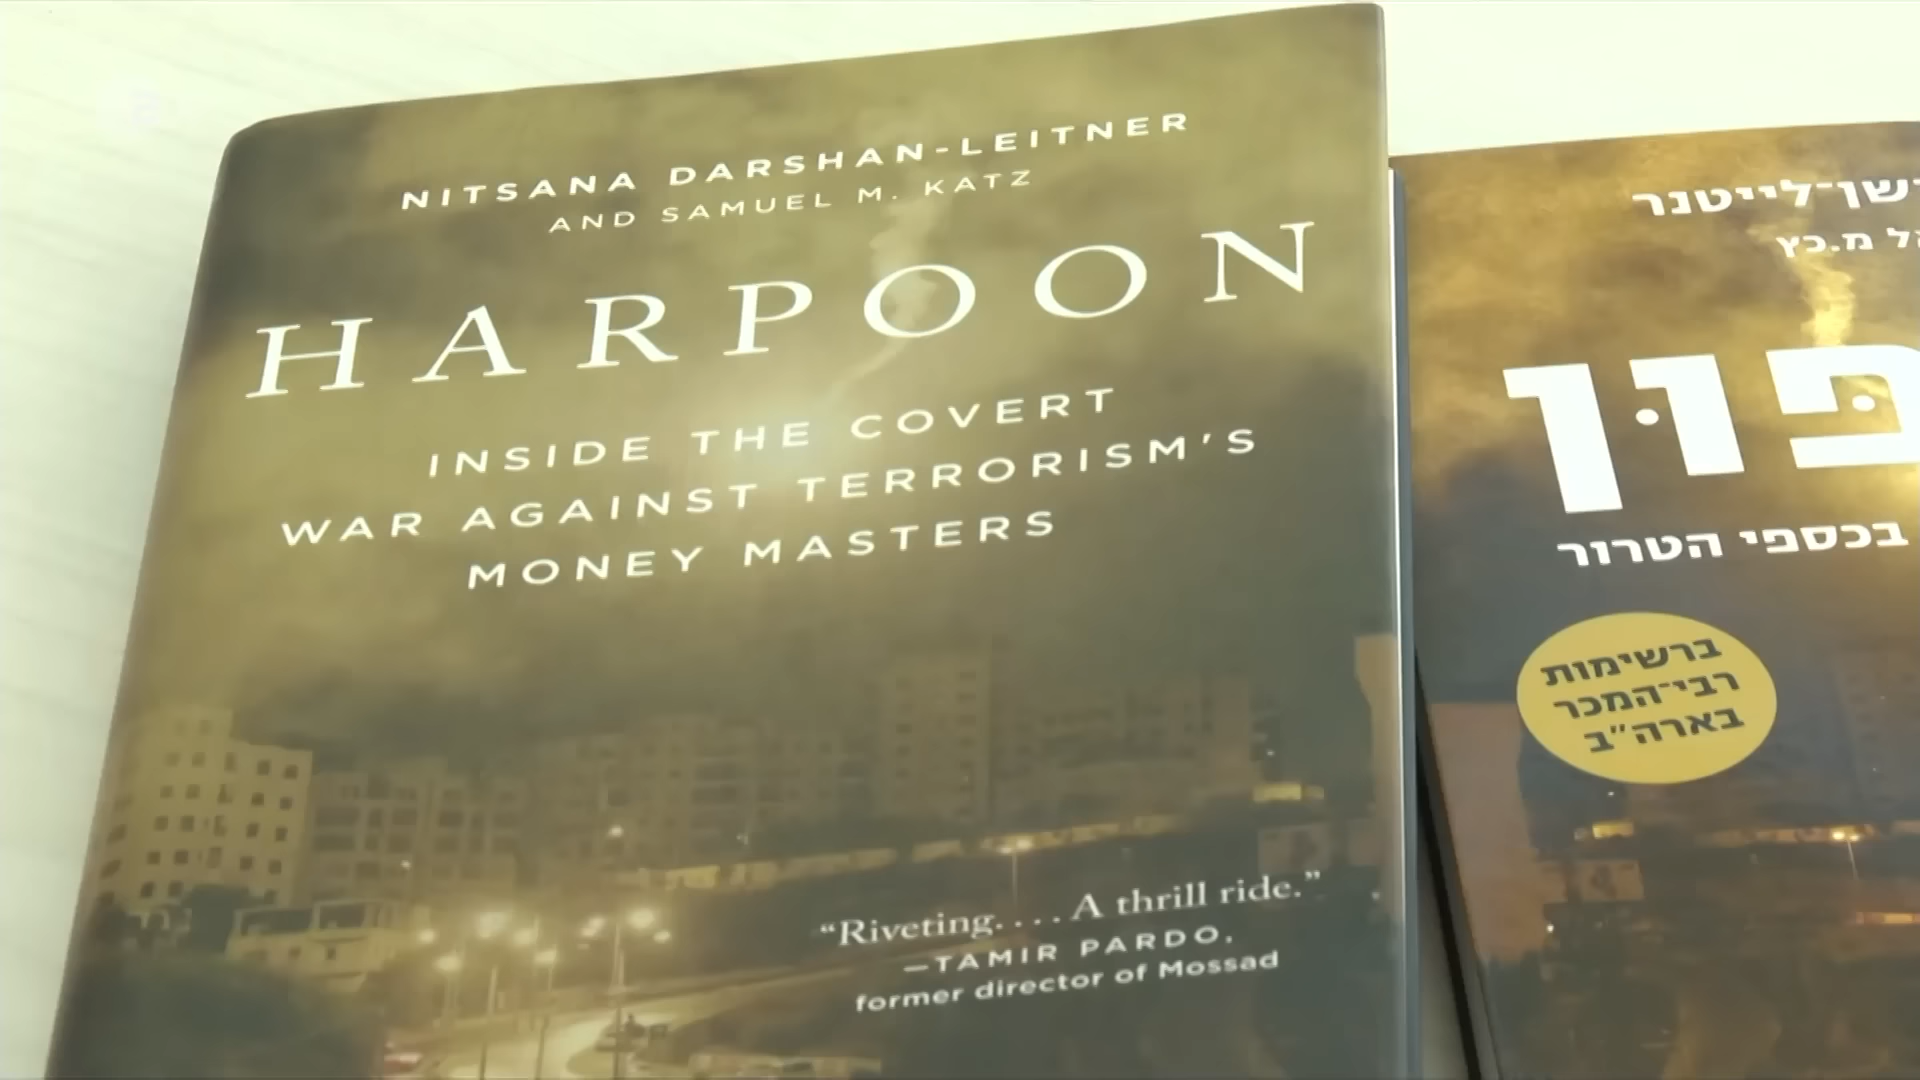 NITSANA DARSHAN-LEITNER
AND SAMUEL M. KATZ
HARPOON
INSIDE THE COVERT
WAR AGAINST TERRORISM'S
MONEY MASTERS
“Riveting. . . . A thrill ride.”
—TAMIR PARDO,
former director of Mossad
שן־לייטנר
מ.כץ
פּוּן
בכספי הטרור
ברשימות
רבי־המכר
בארה"ב